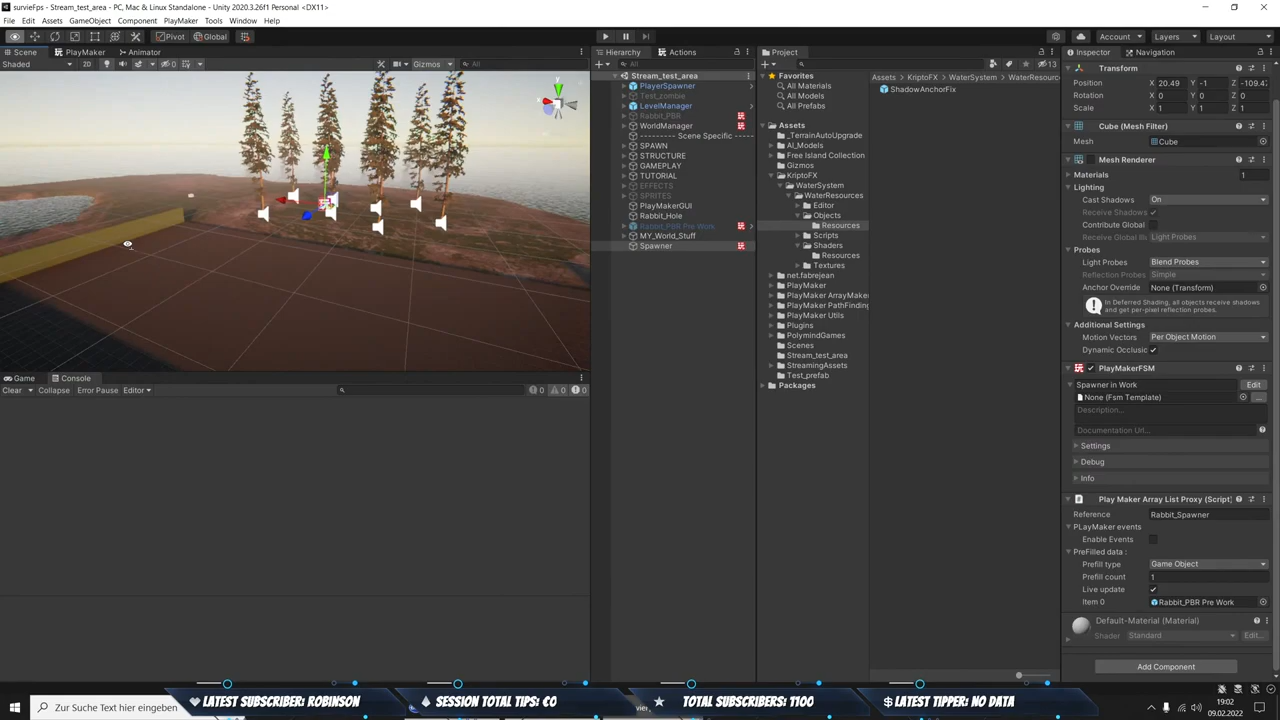 survieFps - Stream_test_area - PC, Mac & Linux Standalone - Unity 2020.3.26f1 Personal <DX11>
File Edit Assets GameObject Component PlayMaker Tools Window Help
Pivot Global Account Layers Layout
Scene PlayMaker Animator
Shaded 2D 0 Gizmos All
y
Game Console
Clear Collapse Error Pause Editor 0 0 0
Hierarchy Actions
All
Stream_test_area
PlayerSpawner
Test_zombie
LevelManager
Rabbit_PBR
WorldManager
--------- Scene Specific -----
SPAWN
STRUCTURE
GAMEPLAY
TUTORIAL
EFFECTS
SPRITES
PlayMakerGUI
Rabbit_Hole
Rabbit_PBR Pre Work
MY_World_Stuff
Spawner
Project
13
Favorites
All Materials
All Models
All Prefabs
Assets
_TerrainAutoUpgrade
AI_Models
Free Island Collection
Gizmos
KriptoFX
WaterSystem
WaterResources
Editor
Objects
Resources
Scripts
Shaders
Resources
Textures
net.fabrejean
PlayMaker
PlayMaker ArrayMaker
PlayMaker PathFinding
PlayMaker Utils
Plugins
PolymindGames
Scenes
Stream_test_area
StreamingAssets
Test_prefab
Packages
Assets KriptoFX WaterSystem WaterResourc
ShadowAnchorFix
Inspector Navigation
Transform
Position X 20.49 Y -1 Z -109.4
Rotation X 0 Y 0 Z 0
Scale X 1 Y 1 Z 1
Cube (Mesh Filter)
Mesh Cube
Mesh Renderer
Materials 1
Lighting
Cast Shadows On
Receive Shadows
Contribute Global
Receive Global Ill Light Probes
Probes
Light Probes Blend Probes
Reflection Probes Simple
Anchor Override None (Transform)
In Deferred Shading, all objects receive shadows
and get per-pixel reflection probes.
Additional Settings
Motion Vectors Per Object Motion
Dynamic Occlusic
PlayMakerFSM
Spawner in Work Edit
None (Fsm Template) ...
Description...
Documentation Url...
Settings
Debug
Info
Play Maker Array List Proxy (Script)
Reference Rabbit_Spawner
PLayMaker events
Enable Events
PreFilled data :
Prefill type Game Object
Prefill count 1
Live update
Item 0 Rabbit_PBR Pre Work
Default-Material (Material)
Shader Standard Edit...
Add Component
LATEST SUBSCRIBER: ROBINSON
SESSION TOTAL TIPS: €0
TOTAL SUBSCRIBERS: 1100
$ LATEST TIPPER: NO DATA
Zur Suche Text hier eingeben
19:02
09.02.2022